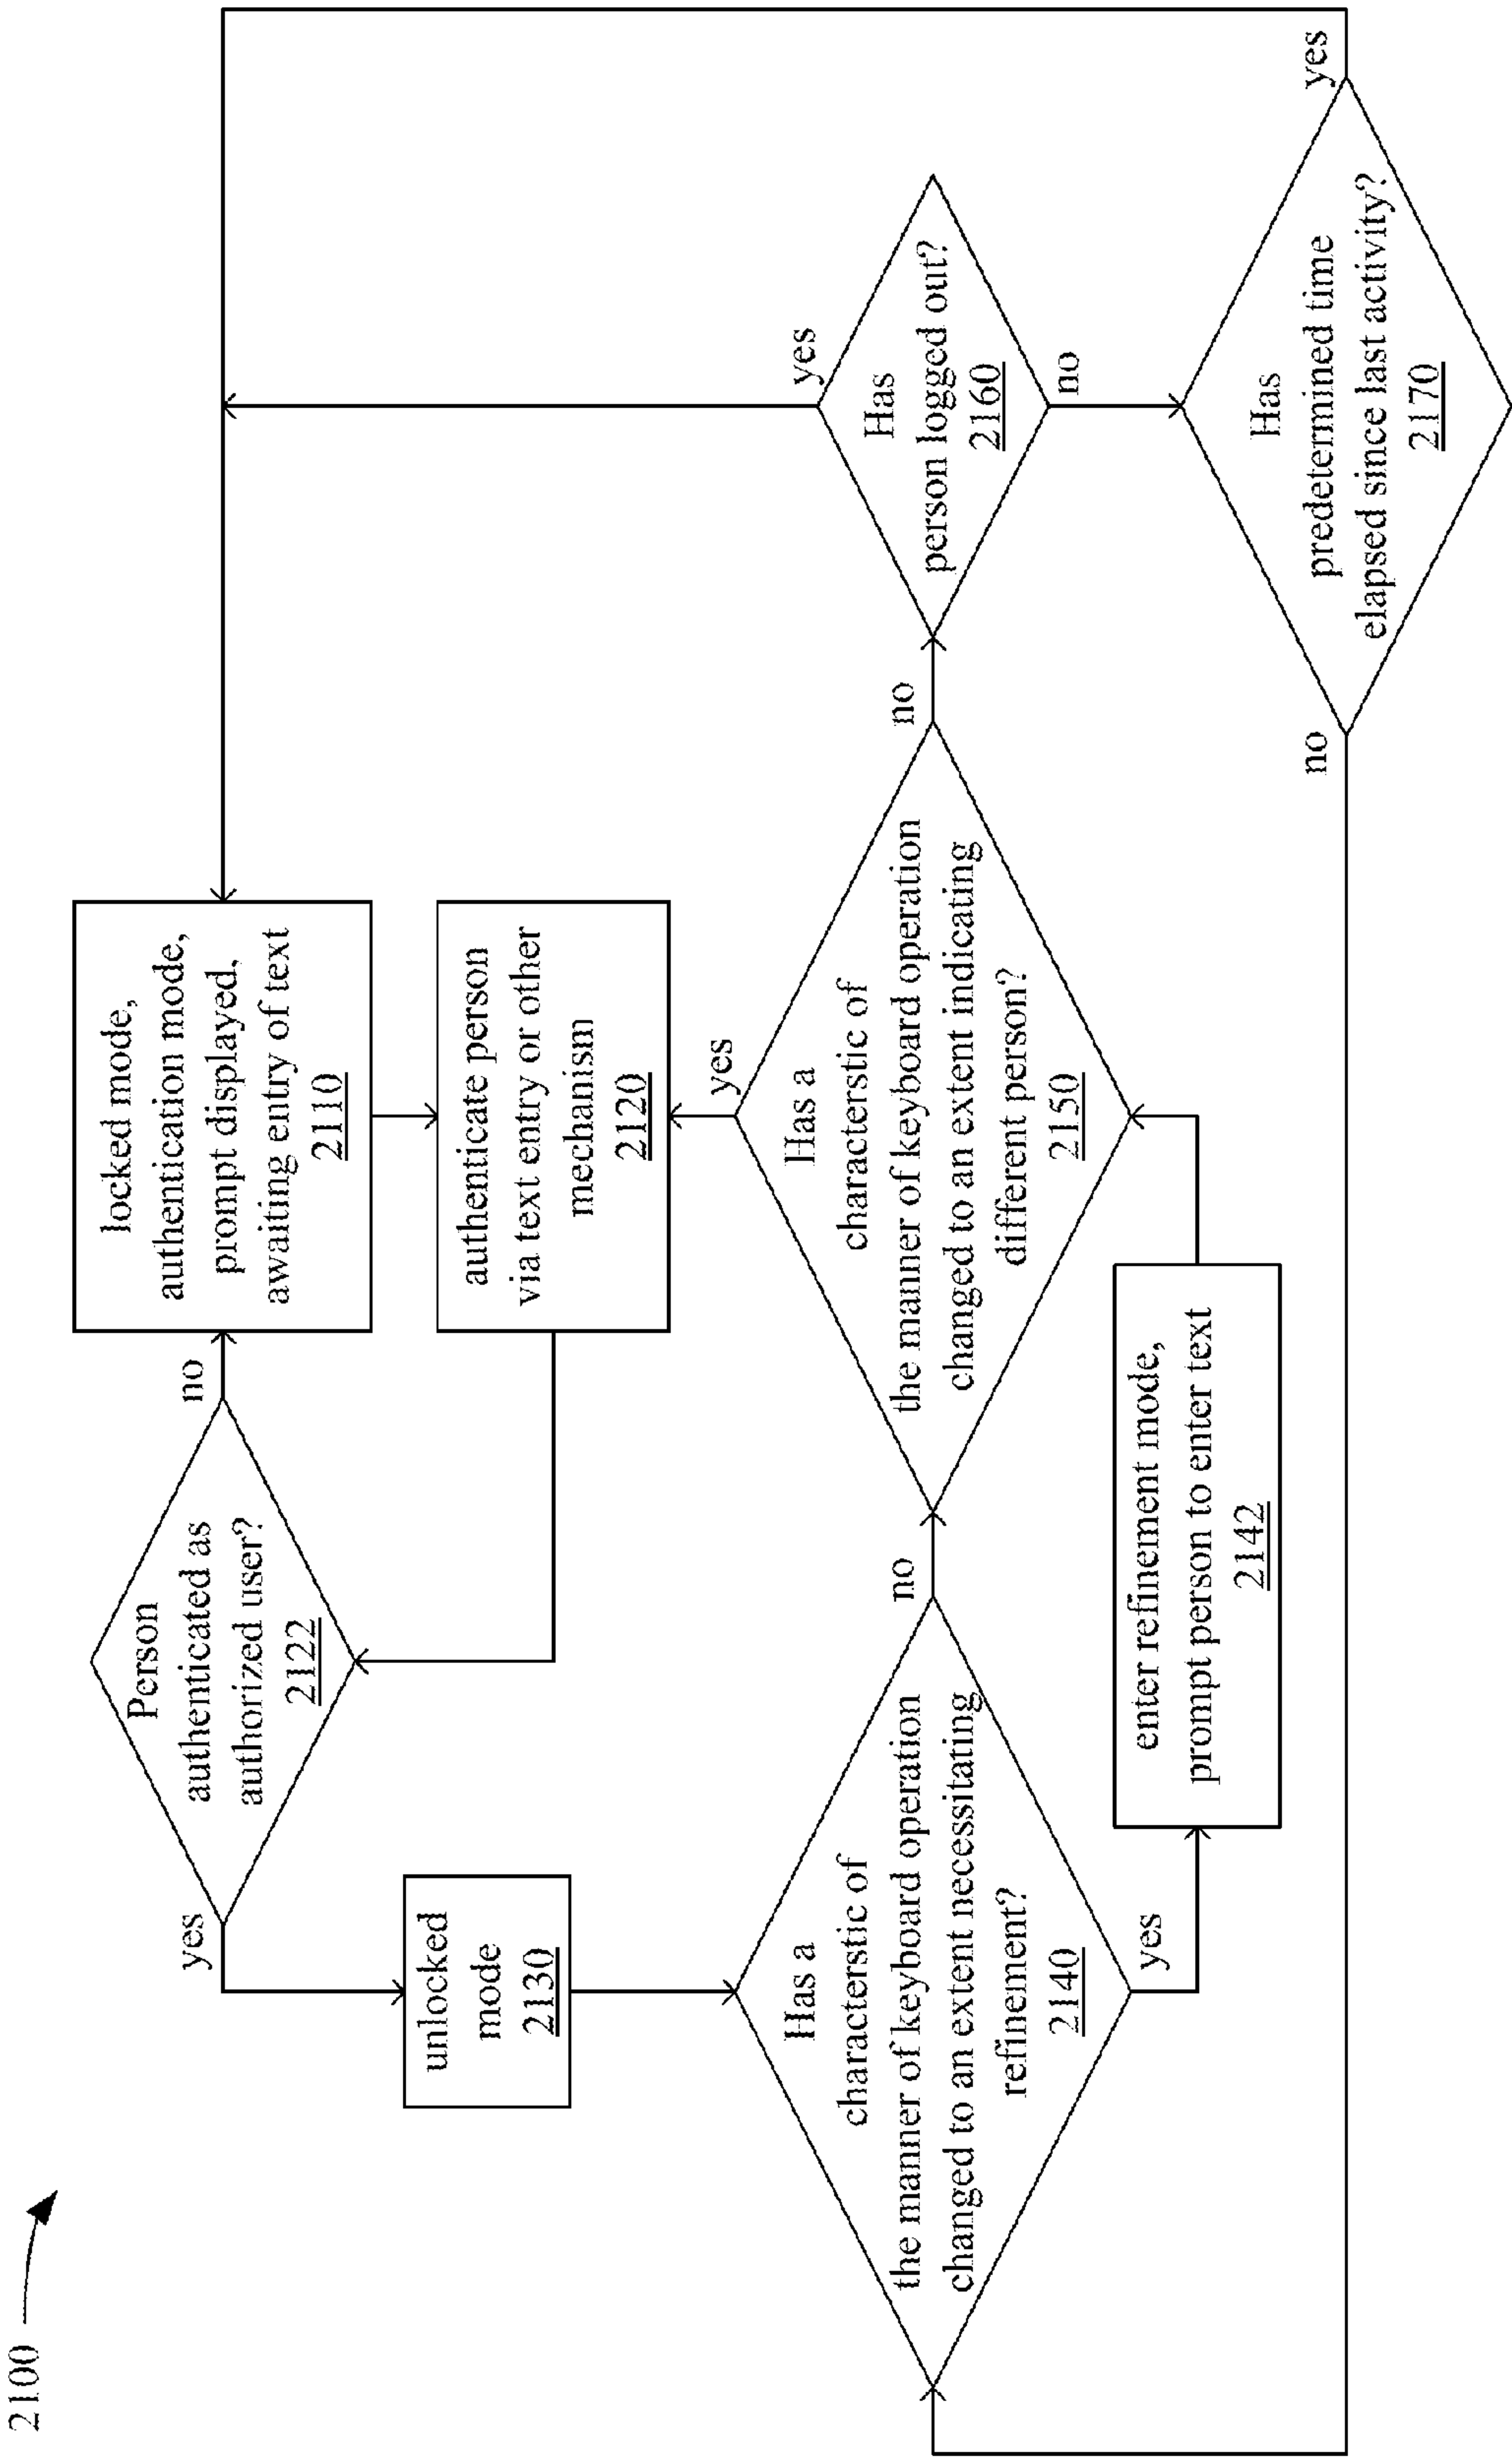 2100
Person
authenticated as
authorized user?
2122
yes
no
locked mode,
authentication mode,
prompt displayed,
awaiting entry of text
2110
unlocked
mode
2130
authenticate person
via text entry or other
mechanism
2120
Has a
characterstic of
the manner of keyboard operation
changed to an extent necessitating
refinement?
2140
no
yes
Has a
characterstic of
the manner of keyboard operation
changed to an extent indicating
different person?
2150
yes
no
Has
person logged out?
2160
yes
no
enter refinement mode,
prompt person to enter text
2142
Has
predetermined time
elapsed since last activity?
2170
no
yes